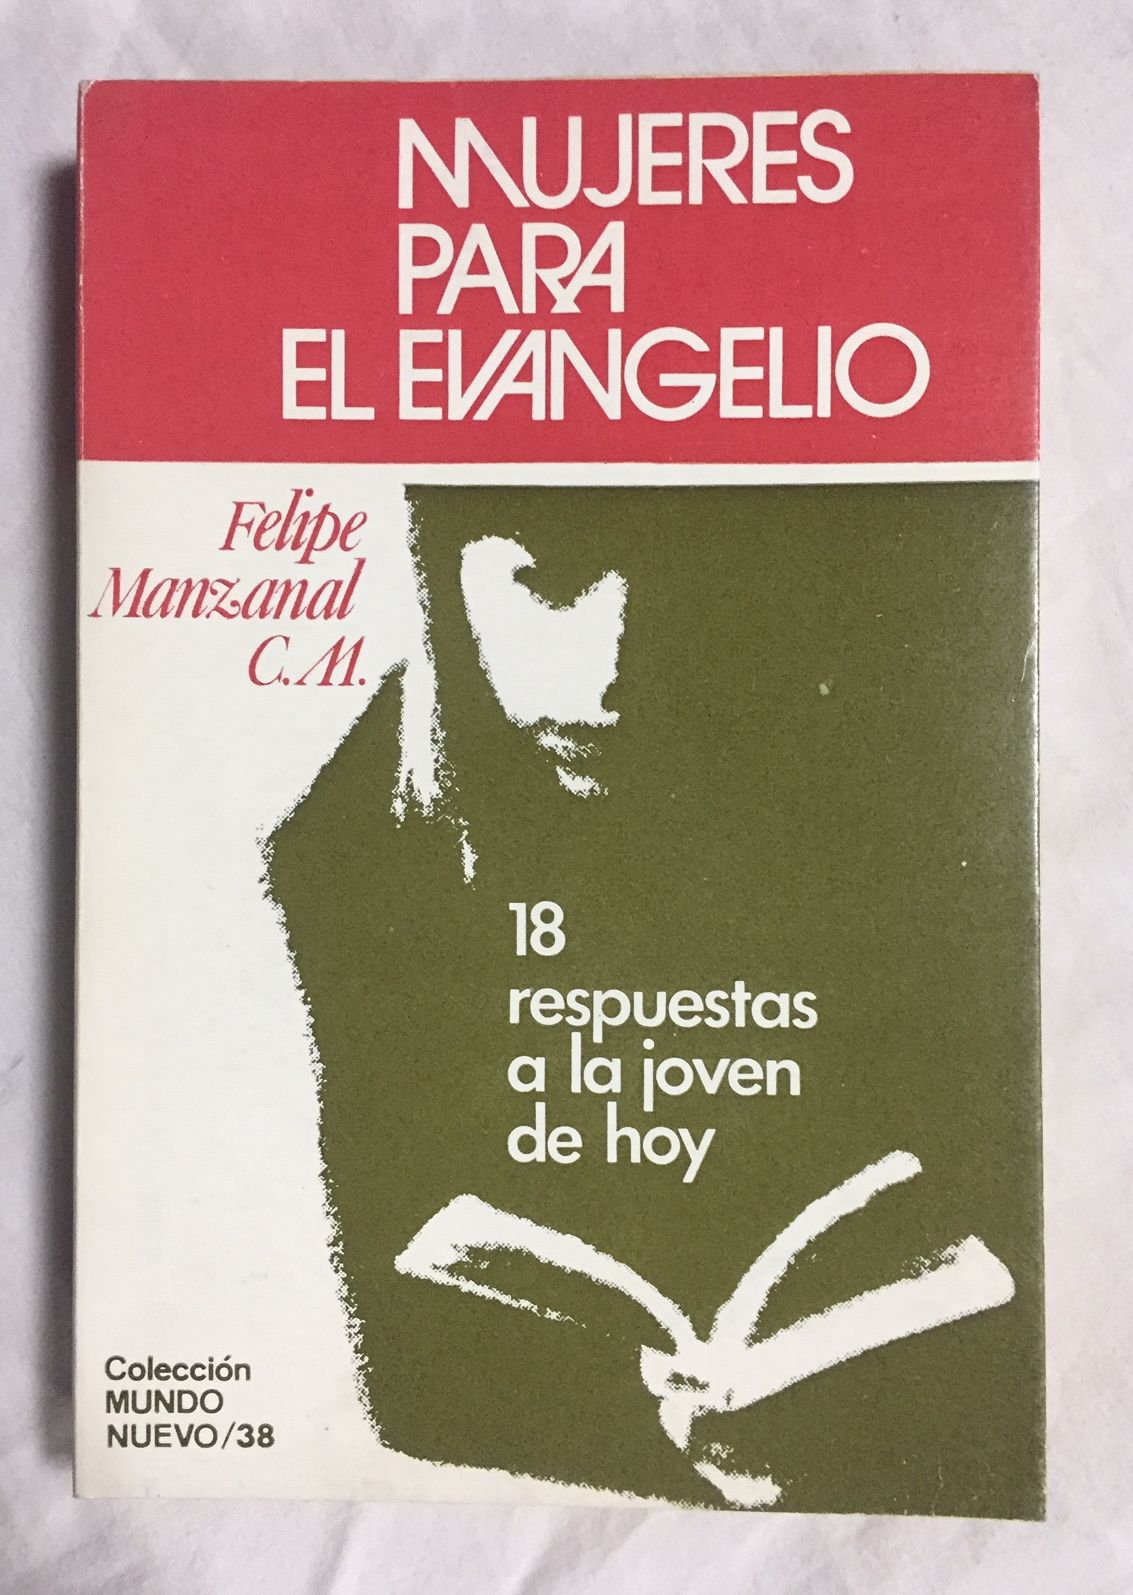 MUJERES
PARA
EL EVANGELIO
Felipe
Manzanal
C.M.
18
respuestas
a la joven
de hoy
Colección
MUNDO
NUEVO/38